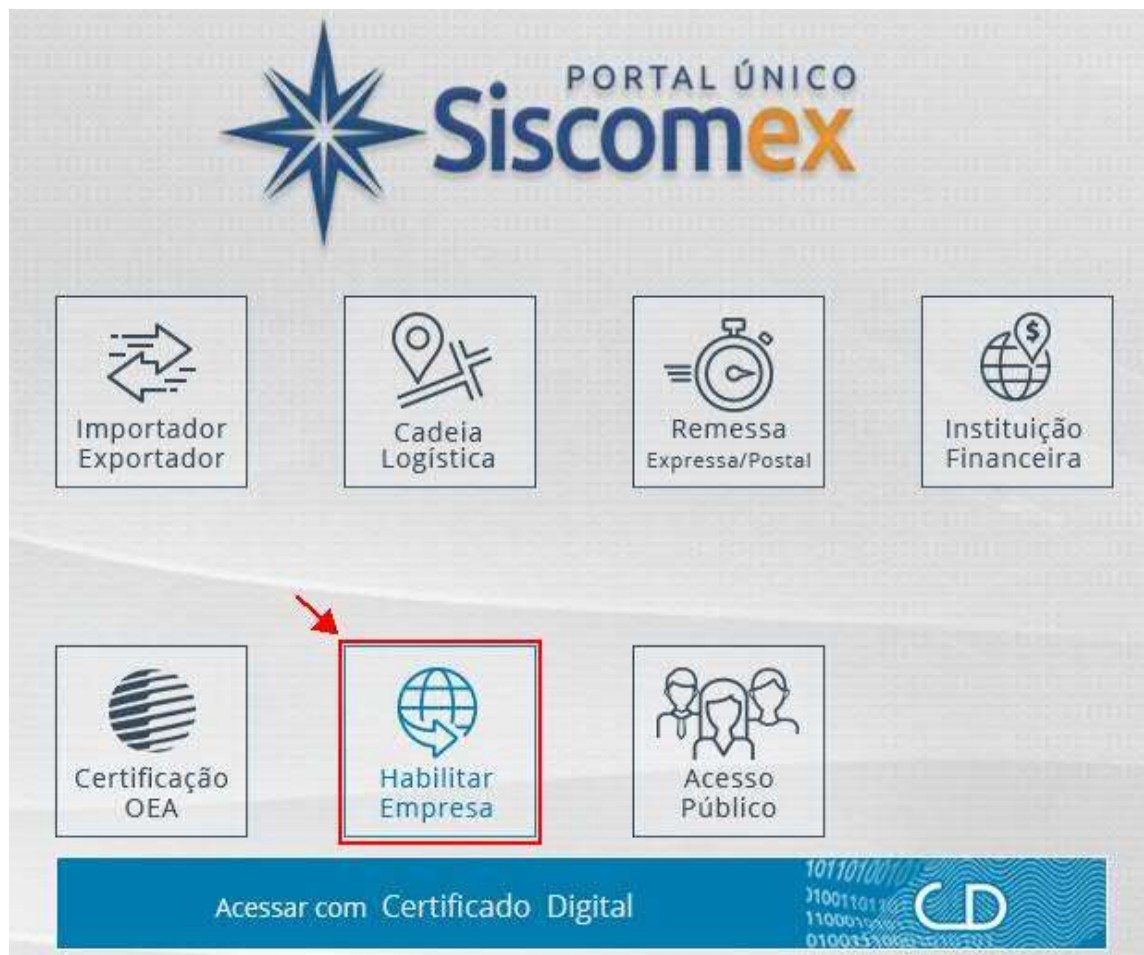 PORTAL ÚNICO
Siscomex
Importador
Exportador
Cadeia
Logística
Remessa
Expressa/Postal
$
Instituição
Financeira
Certificação
OEA
Habilitar
Empresa
Acesso
Público
Acessar com Certificado Digital
CD